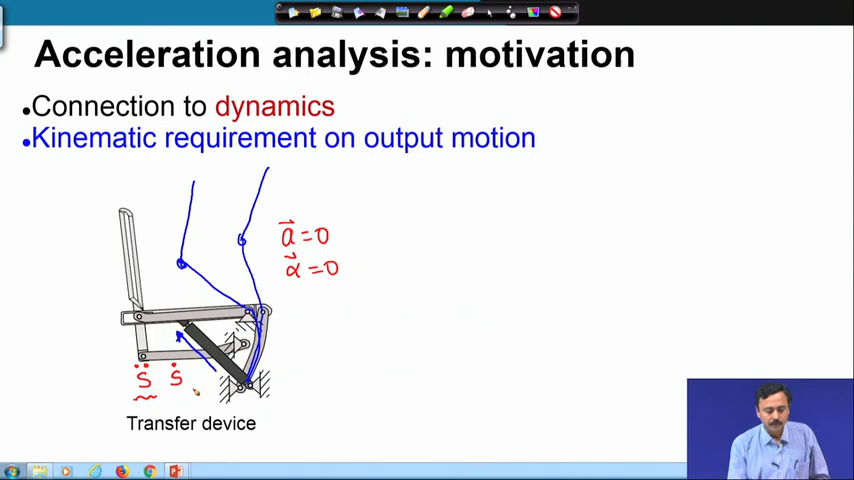 Acceleration analysis: motivation
Connection to dynamics
Kinematic requirement on output motion
a⃗ = 0
α⃗ = 0
s̈ ṡ
Transfer device